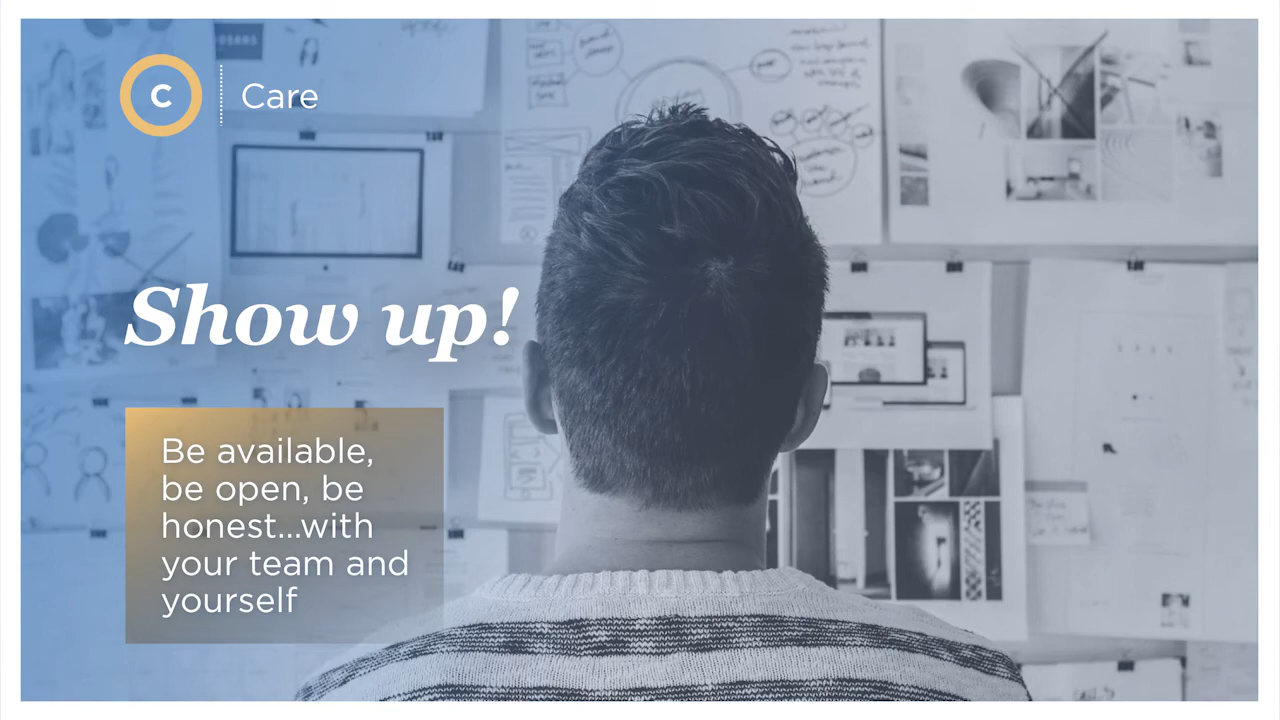 C
Care
Show up!
Be available,
be open, be
honest...with
your team and
yourself